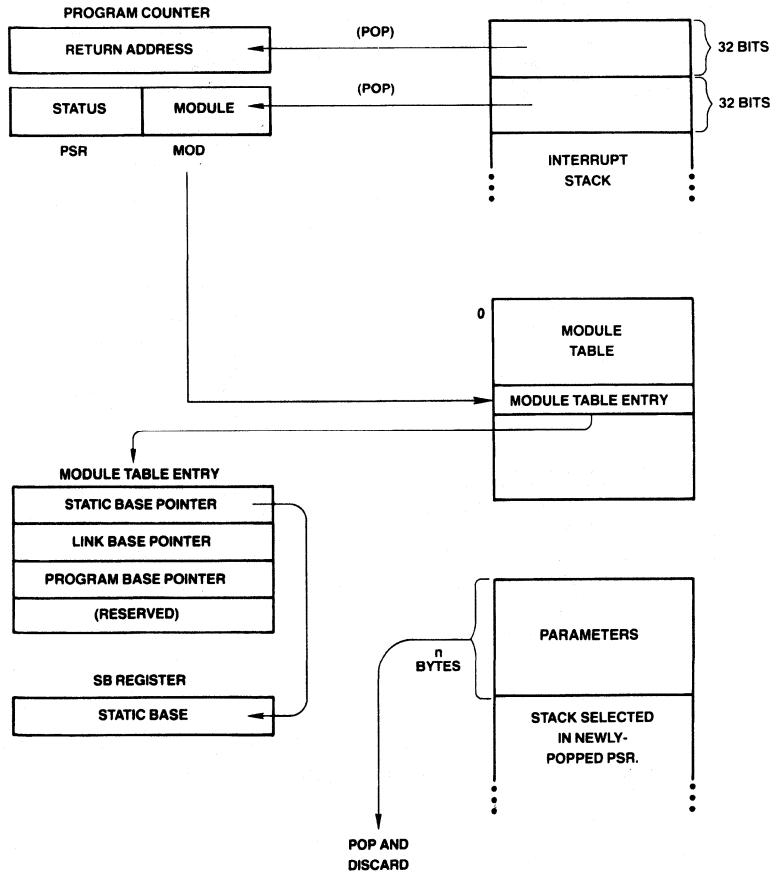 PROGRAM COUNTER
RETURN ADDRESS
(POP)
32 BITS
STATUS
MODULE
(POP)
32 BITS
PSR
MOD
INTERRUPT
STACK
0
MODULE
TABLE
MODULE TABLE ENTRY
MODULE TABLE ENTRY
STATIC BASE POINTER
LINK BASE POINTER
PROGRAM BASE POINTER
(RESERVED)
PARAMETERS
n
BYTES
SB REGISTER
STATIC BASE
STACK SELECTED
IN NEWLY-
POPPED PSR.
POP AND
DISCARD